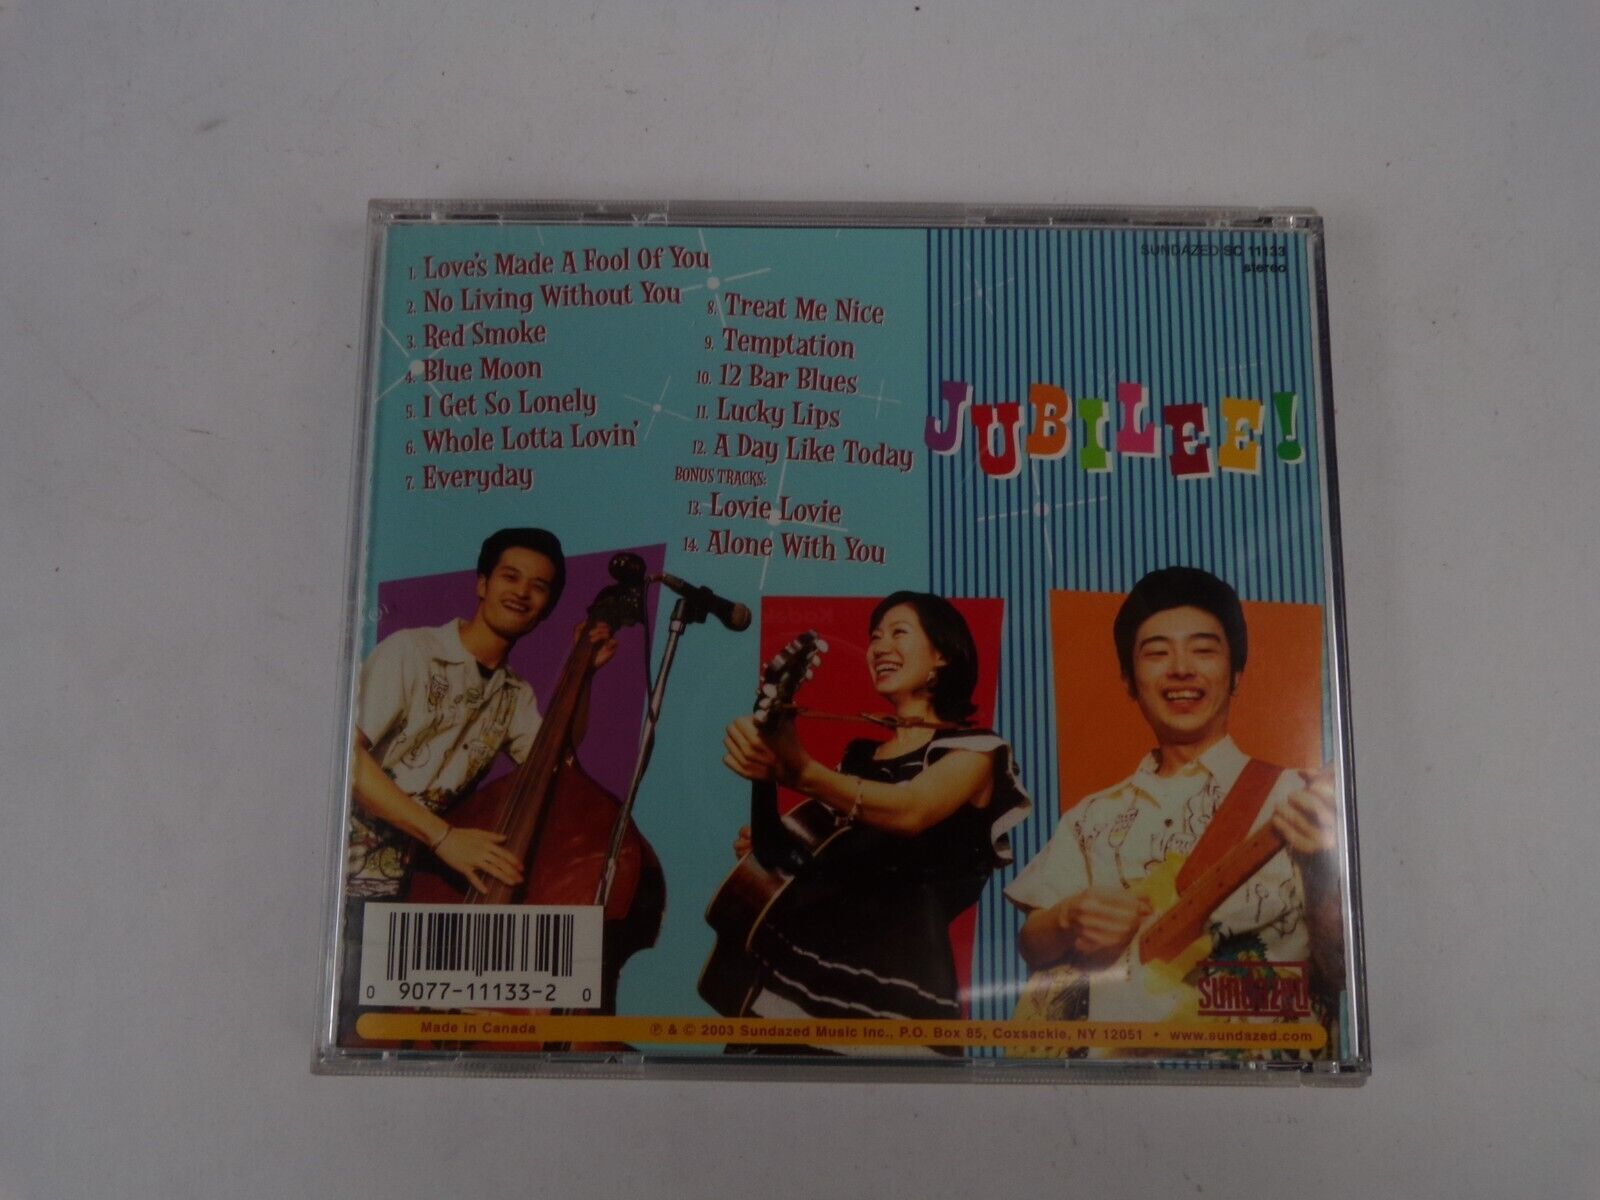 1. Love's Made A Fool Of You
2. No Living Without You
3. Red Smoke
4. Blue Moon
5. I Get So Lonely
6. Whole Lotta Lovin'
7. Everyday
8. Treat Me Nice
9. Temptation
10. 12 Bar Blues
11. Lucky Lips
12. A Day Like Today
BONUS TRACKS:
13. Lovie Lovie
14. Alone With You
SUNDAZED SC 11133
stereo
JUBILEE!
0 9077-11133-2 0
SUNDAZED
Made in Canada
℗ & © 2003 Sundazed Music Inc., P.O. Box 85, Coxsackie, NY 12051 • www.sundazed.com